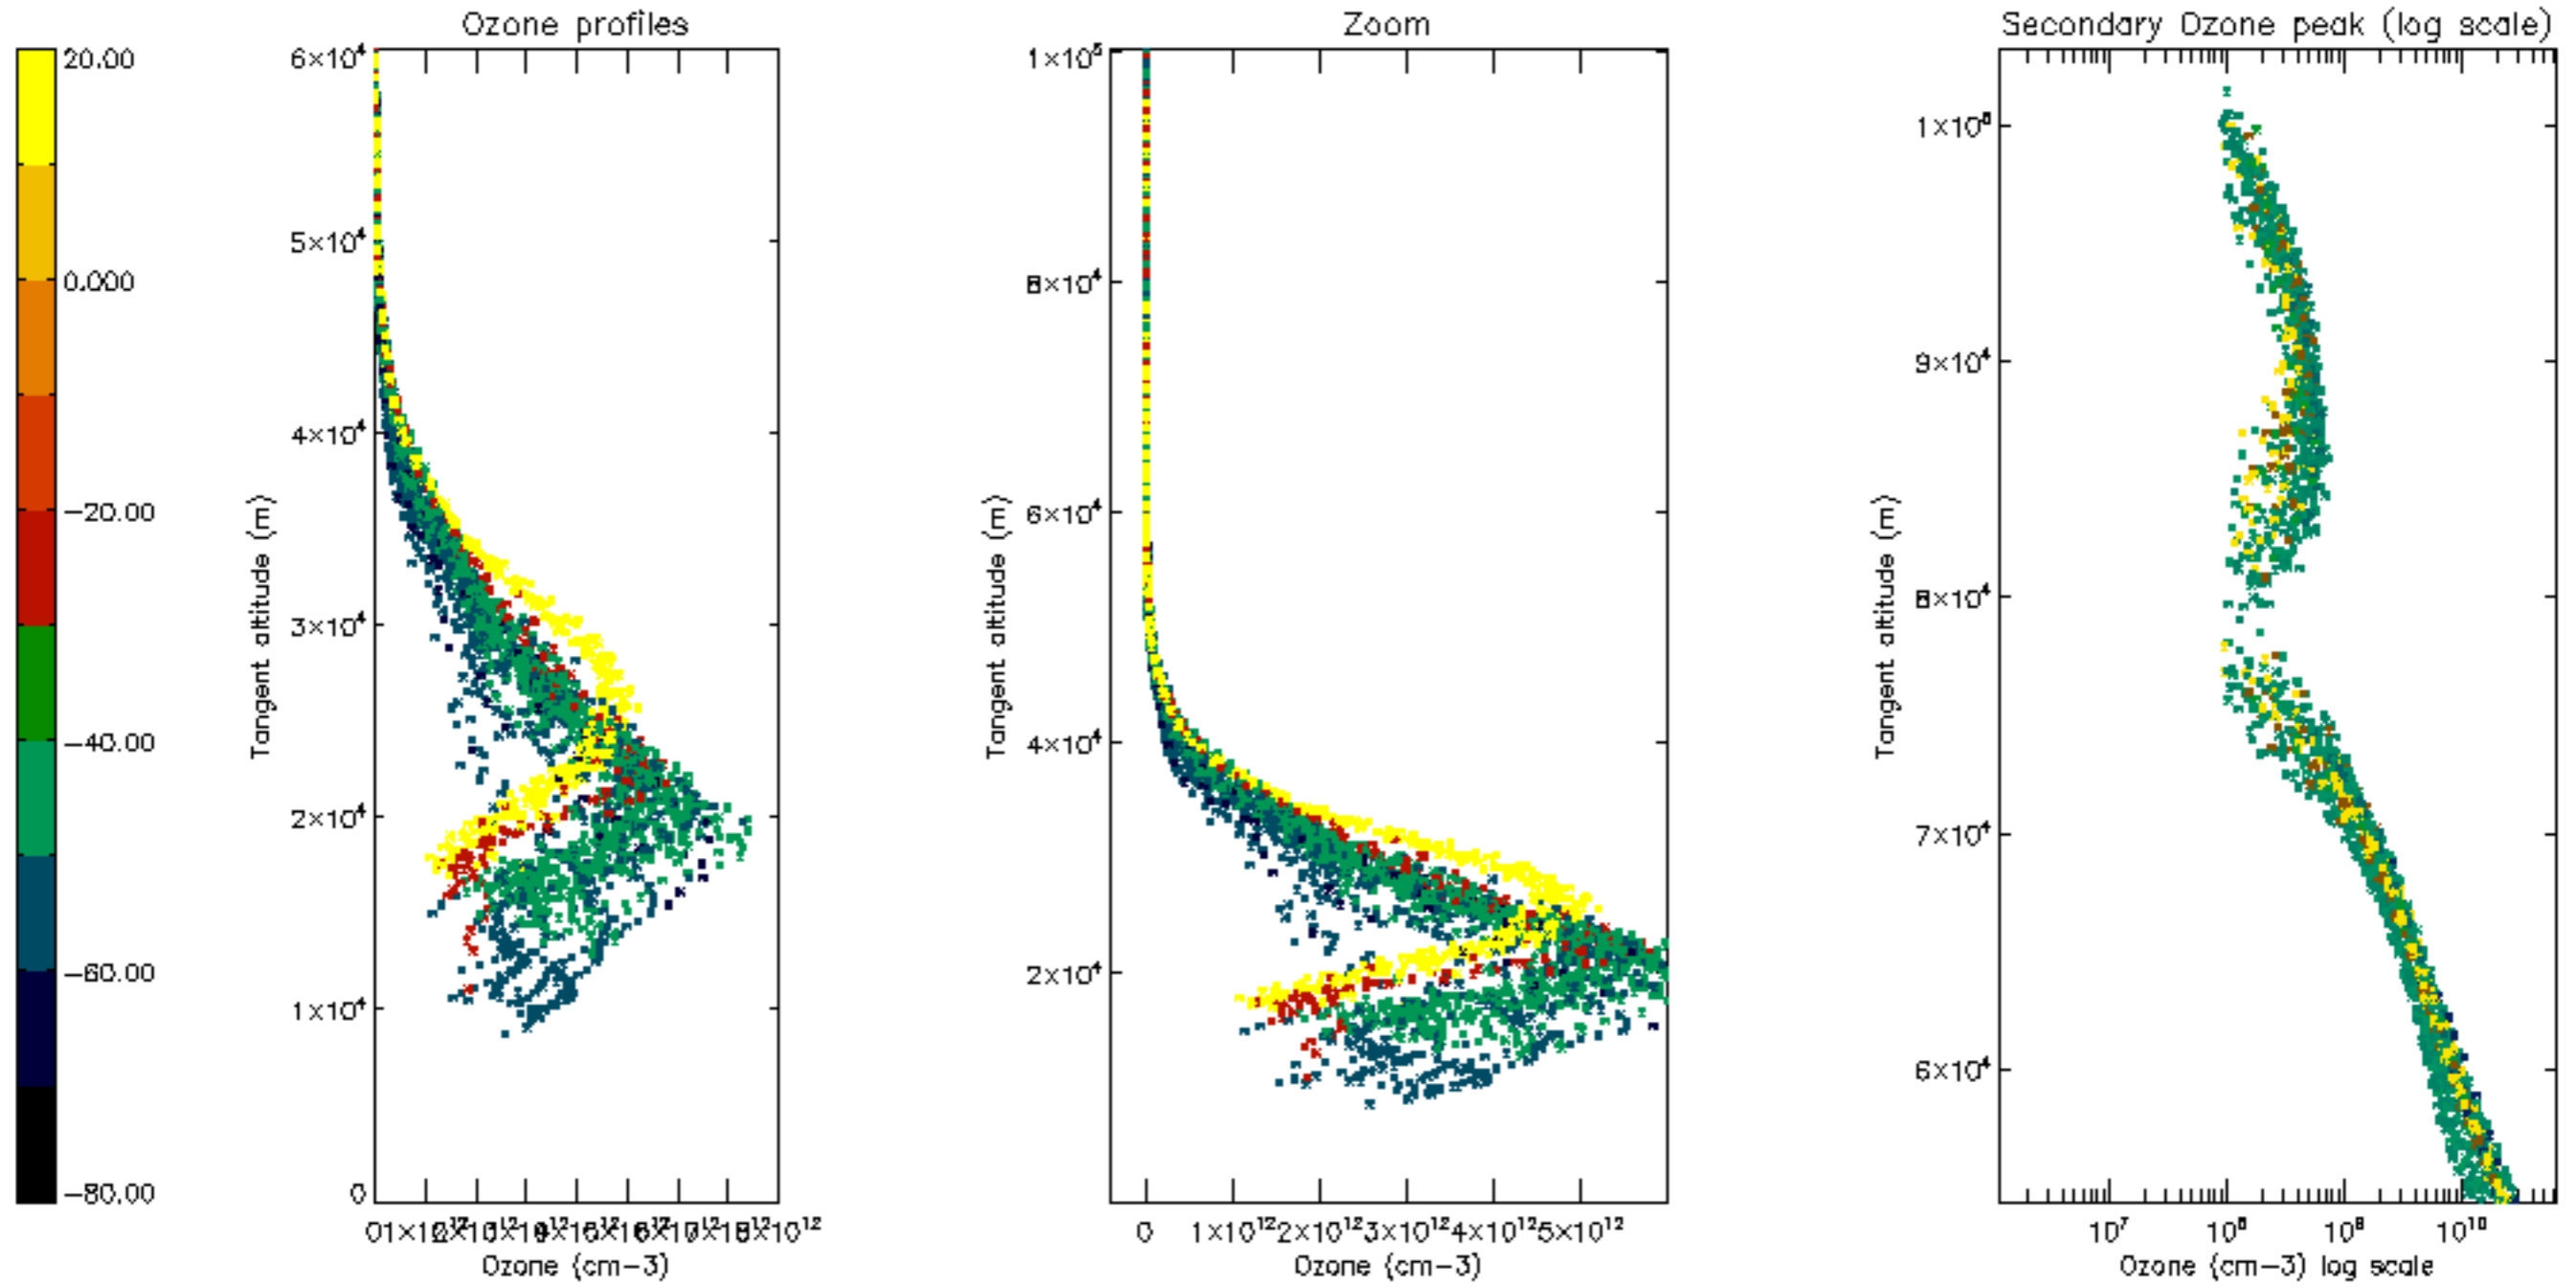 Ozone profiles
Zoom
Secondary Ozone peak (log scale)
20.00
0.000
−20.00
−40.00
−60.00
−80.00
6×10⁴
5×10⁴
4×10⁴
3×10⁴
2×10⁴
1×10⁴
0
Tangent altitude (m)
Ozone (cm−3)
1×10⁵
8×10⁴
6×10⁴
4×10⁴
2×10⁴
Tangent altitude (m)
0 1×10¹² 2×10¹² 3×10¹² 4×10¹² 5×10¹²
Ozone (cm−3)
9×10⁴
8×10⁴
7×10⁴
6×10⁴
Tangent altitude (m)
10⁷ 10⁸ 10⁹ 10¹⁰
Ozone (cm−3) log scale